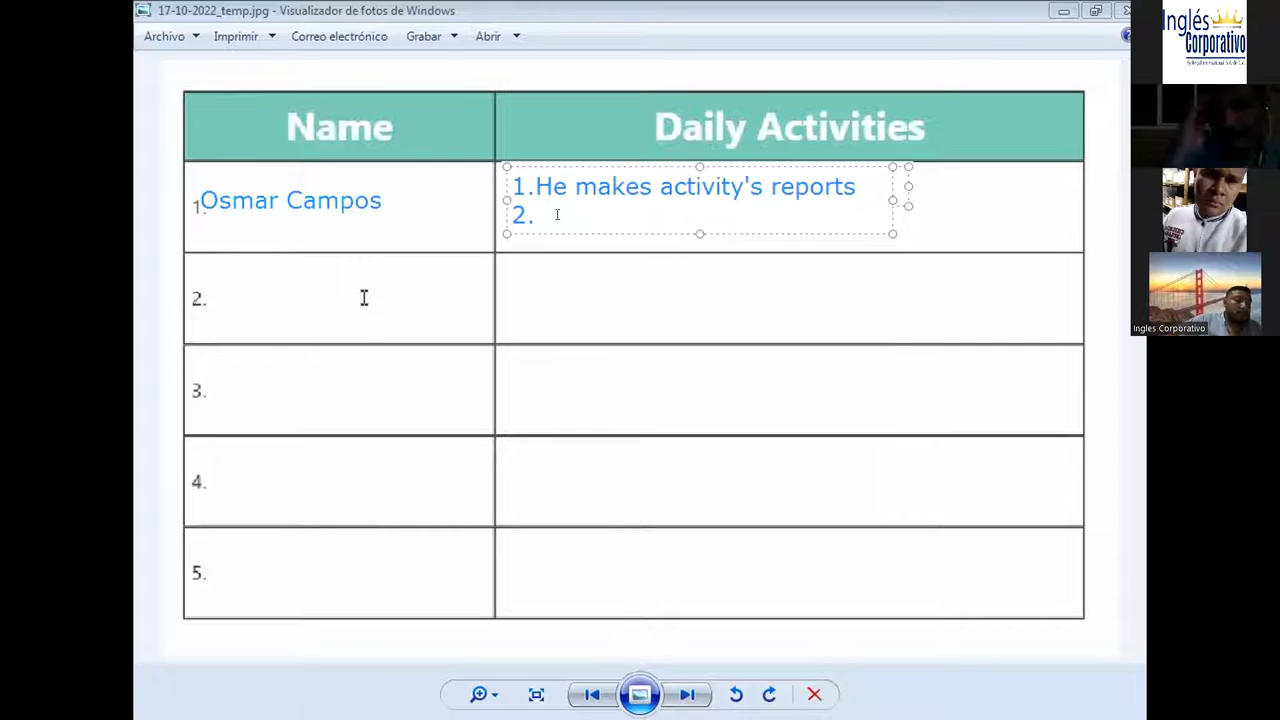 17-10-2022_temp.jpg - Visualizador de fotos de Windows
Archivo Imprimir Correo electrónico Grabar Abrir
Name Daily Activities
1. Osmar Campos
1.He makes activity's reports
2.
2.
3.
4.
5.
Inglés
Corporativo
Ingles Corporativo